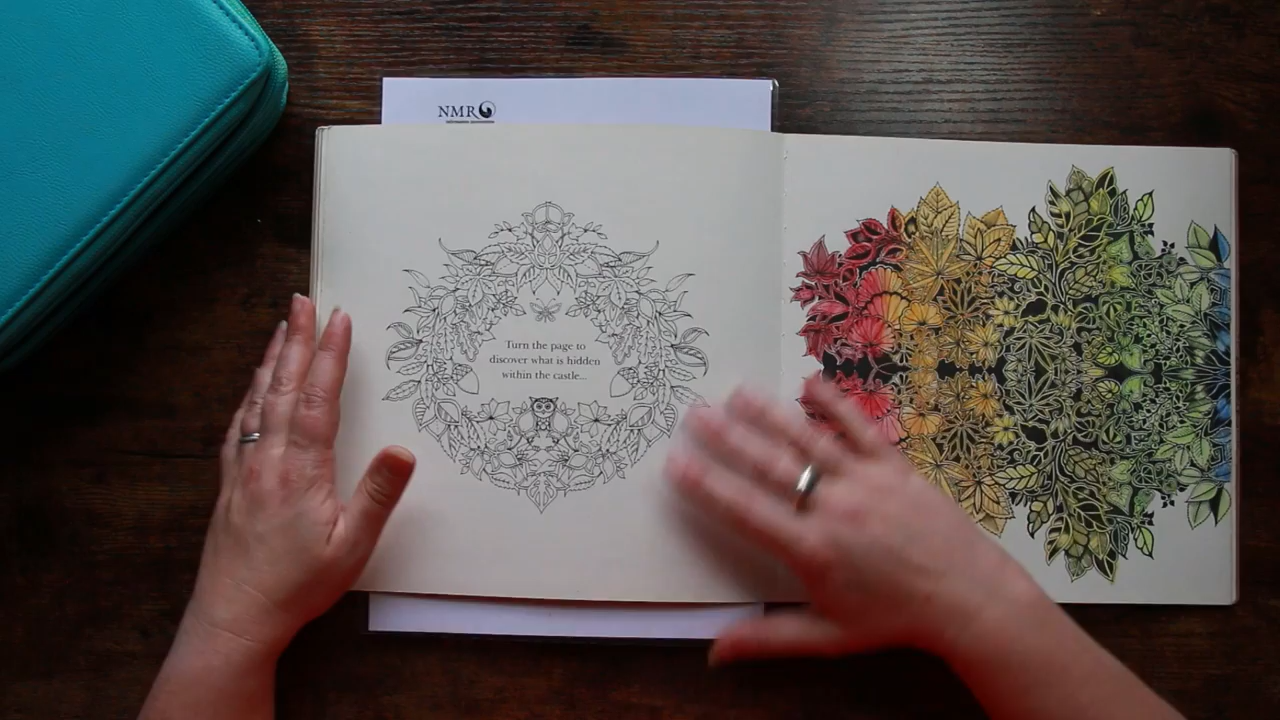 NMR
Turn the page to
discover what is hidden
within the castle...